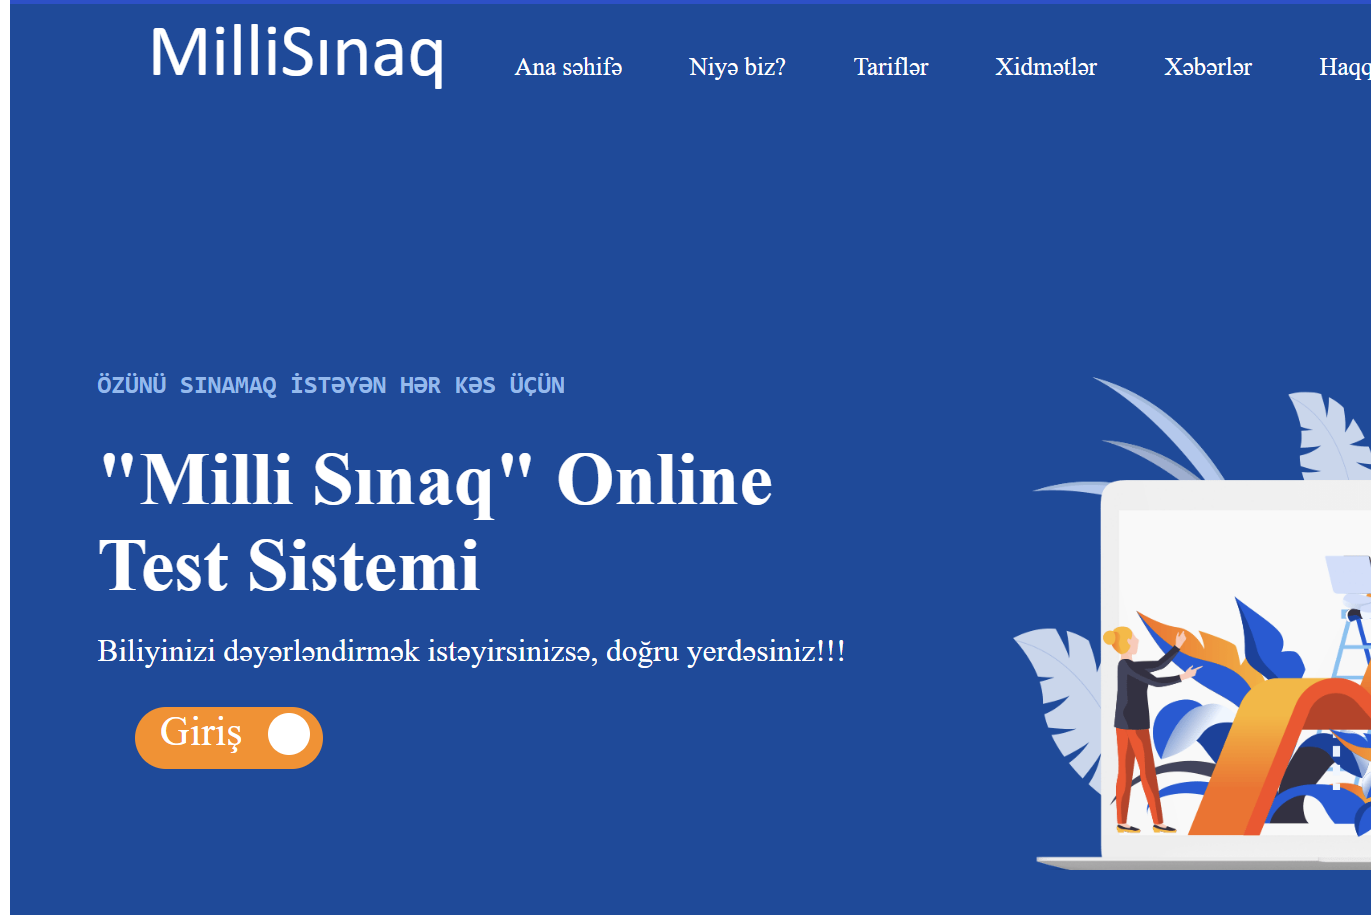 MilliSınaq
Ana səhifə Niyə biz? Tariflər Xidmətlər Xəbərlər Haqq
ÖZÜNÜ SINAMAQ İSTƏYƏN HƏR KƏS ÜÇÜN
"Milli Sınaq" Online
Test Sistemi
Biliyinizi dəyərləndirmək istəyirsinizsə, doğru yerdəsiniz!!!
Giriş